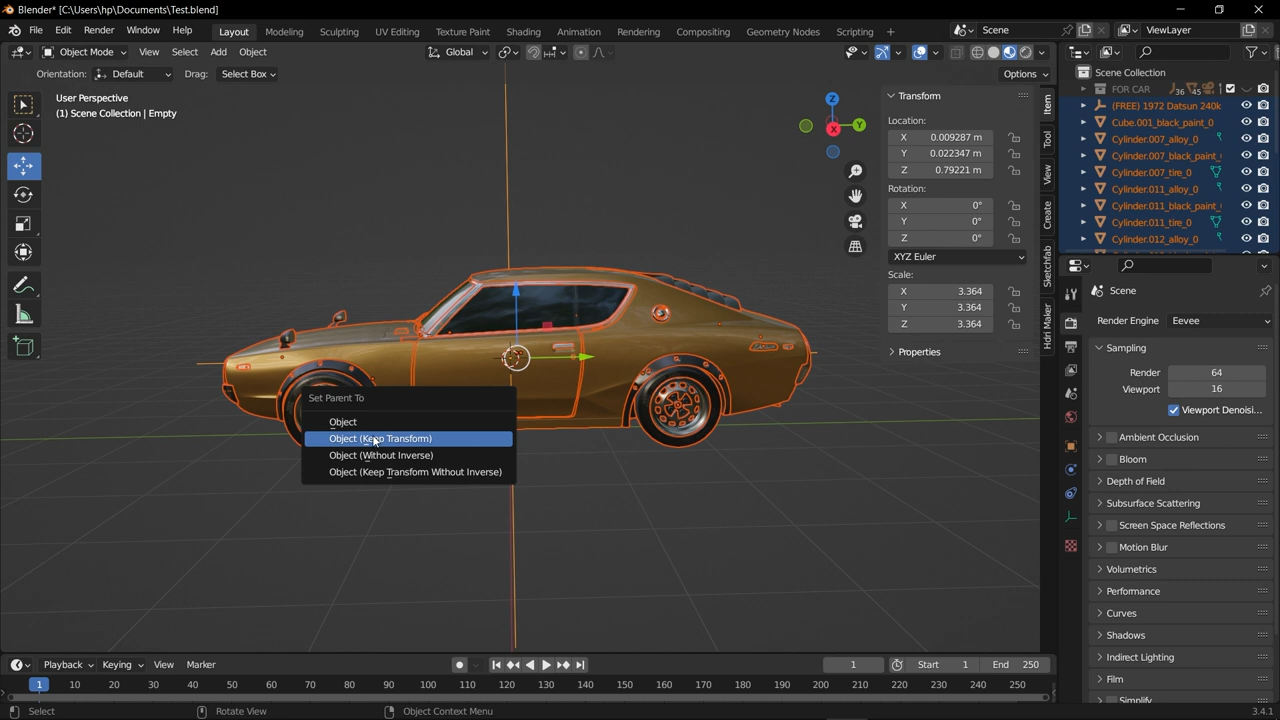 Blender* [C:\Users\hp\Documents\Test.blend]
File Edit Render Window Help Layout Modeling Sculpting UV Editing Texture Paint Shading Animation Rendering Compositing Geometry Nodes Scripting + Scene ViewLayer
Object Mode View Select Add Object Global
Orientation: Default Drag: Select Box Options
User Perspective
(1) Scene Collection | Empty
Z
Y
X
Transform
Location:
X 0.009287 m
Y 0.022347 m
Z 0.79221 m
Rotation:
X 0°
Y 0°
Z 0°
XYZ Euler
Scale:
X 3.364
Y 3.364
Z 3.364
Properties
Item
Tool
View
Create
Sketchfab
Hdri Maker
Scene Collection
FOR CAR 36 45
(FREE) 1972 Datsun 240k
Cube.001_black_paint_0
Cylinder.007_alloy_0
Cylinder.007_black_paint_
Cylinder.007_tire_0
Cylinder.011_alloy_0
Cylinder.011_black_paint_
Cylinder.011_tire_0
Cylinder.012_alloy_0
Scene
Render Engine Eevee
Sampling
Render 64
Viewport 16
Viewport Denoisi...
Ambient Occlusion
Bloom
Depth of Field
Subsurface Scattering
Screen Space Reflections
Motion Blur
Volumetrics
Performance
Curves
Shadows
Indirect Lighting
Film
Simplify
Set Parent To
Object
Object (Keep Transform)
Object (Without Inverse)
Object (Keep Transform Without Inverse)
Playback Keying View Marker 1 Start 1 End 250
1 10 20 30 40 50 60 70 80 90 100 110 120 130 140 150 160 170 180 190 200 210 220 230 240 250
Select Rotate View Object Context Menu 3.4.1